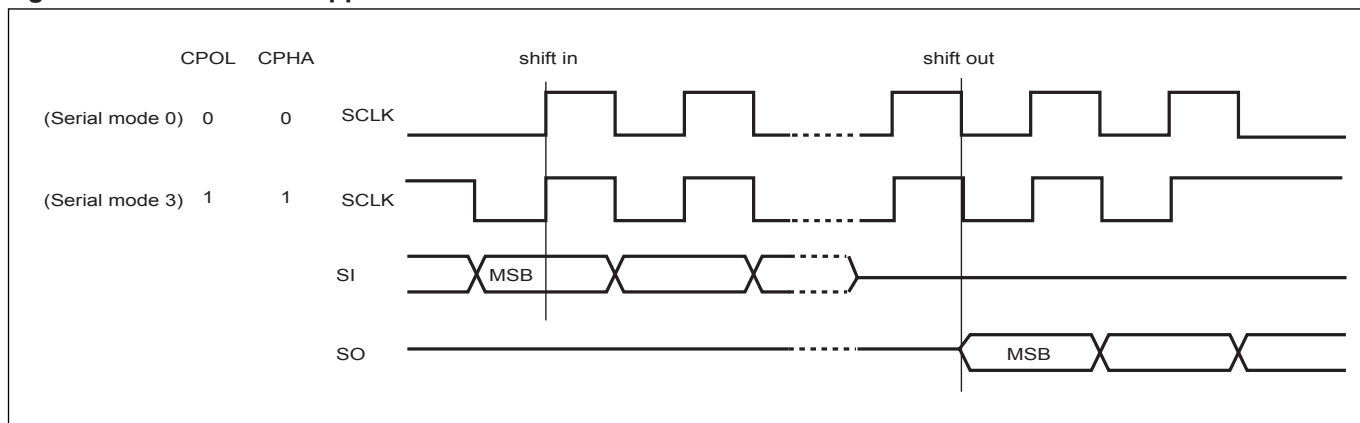 CPOL CPHA shift in shift out
(Serial mode 0) 0 0 SCLK
(Serial mode 3) 1 1 SCLK
SI MSB
SO MSB